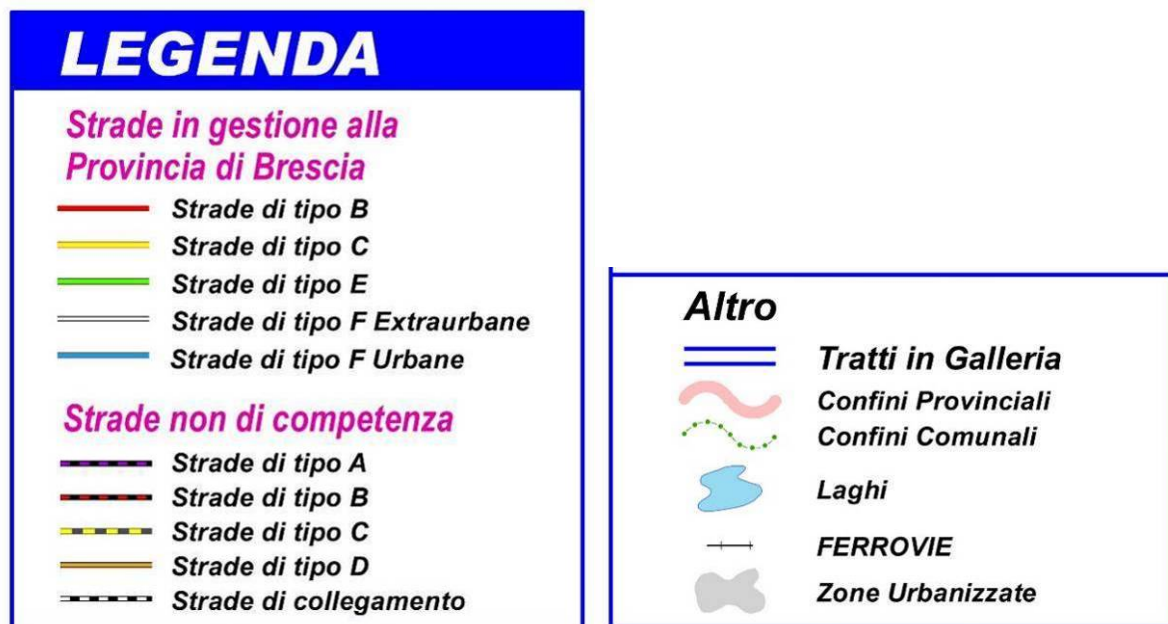 LEGENDA
Strade in gestione alla
Provincia di Brescia
Strade di tipo B
Strade di tipo C
Strade di tipo E
Strade di tipo F Extraurbane
Strade di tipo F Urbane
Strade non di competenza
Strade di tipo A
Strade di tipo B
Strade di tipo C
Strade di tipo D
Strade di collegamento
Altro
Tratti in Galleria
Confini Provinciali
Confini Comunali
Laghi
FERROVIE
Zone Urbanizzate